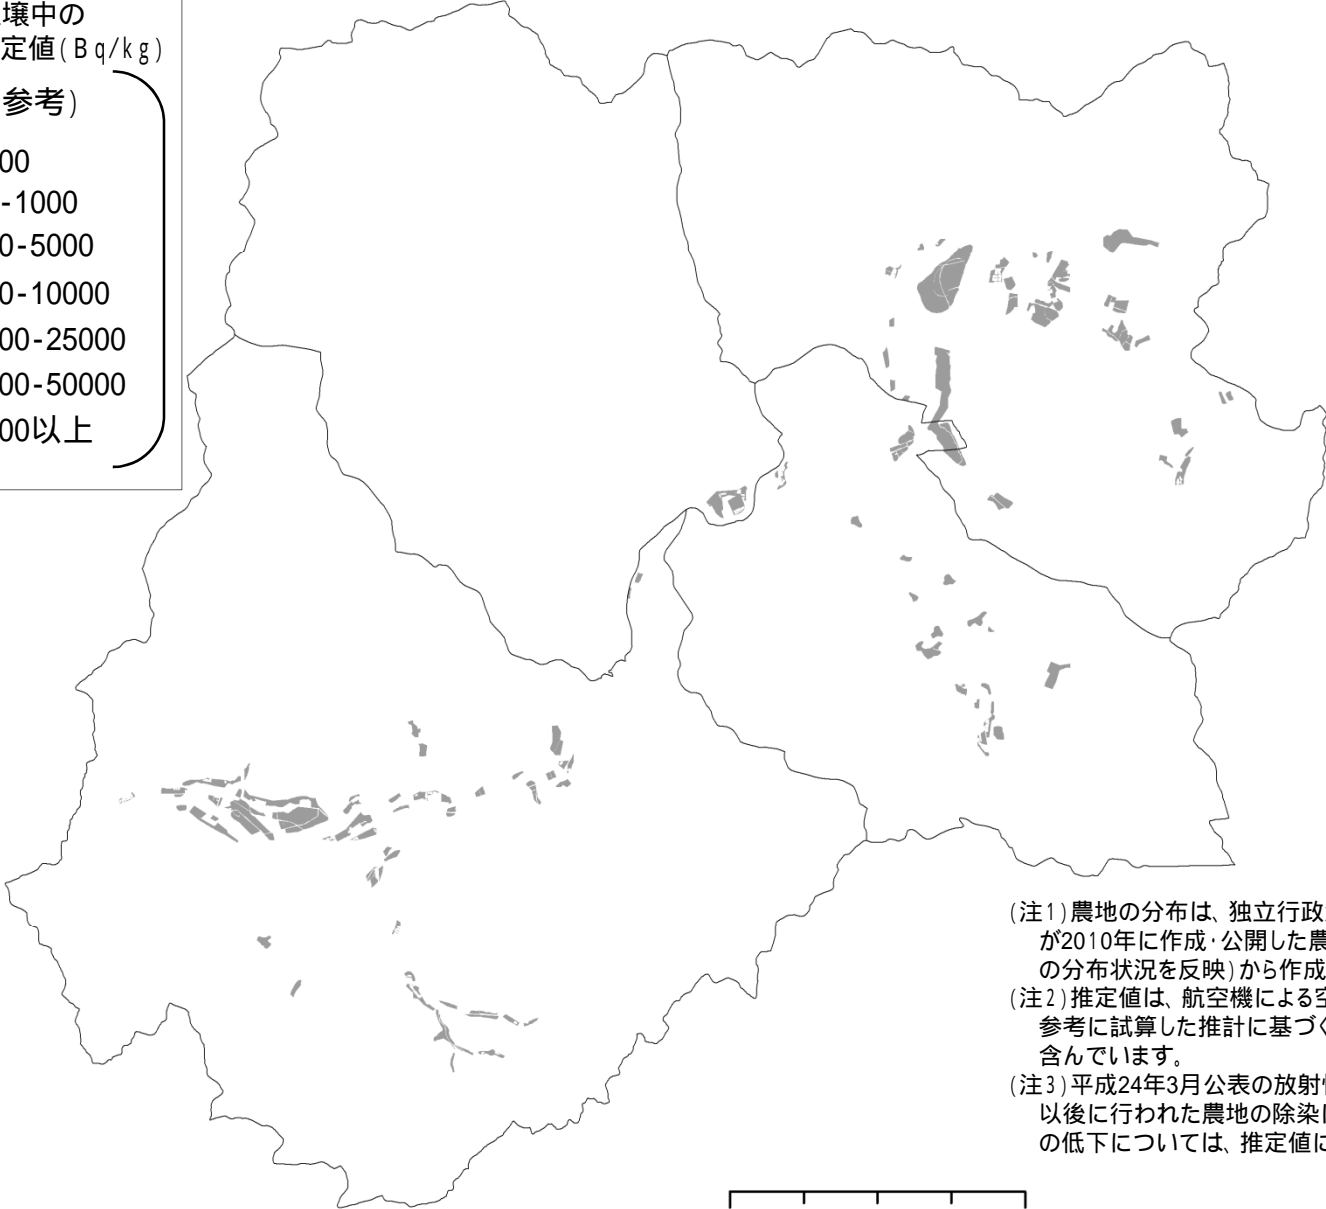 壌中の
定値(Bq/kg)
参考)
00
-1000
0-5000
0-10000
00-25000
00-50000
00以上
(注1)農地の分布は、独立行政
が2010年に作成・公開した農
の分布状況を反映)から作成
(注2)推定値は、航空機による空
参考に試算した推計に基づく
含んでいます。
(注3)平成24年3月公表の放射
以後に行われた農地の除染
の低下については、推定値に